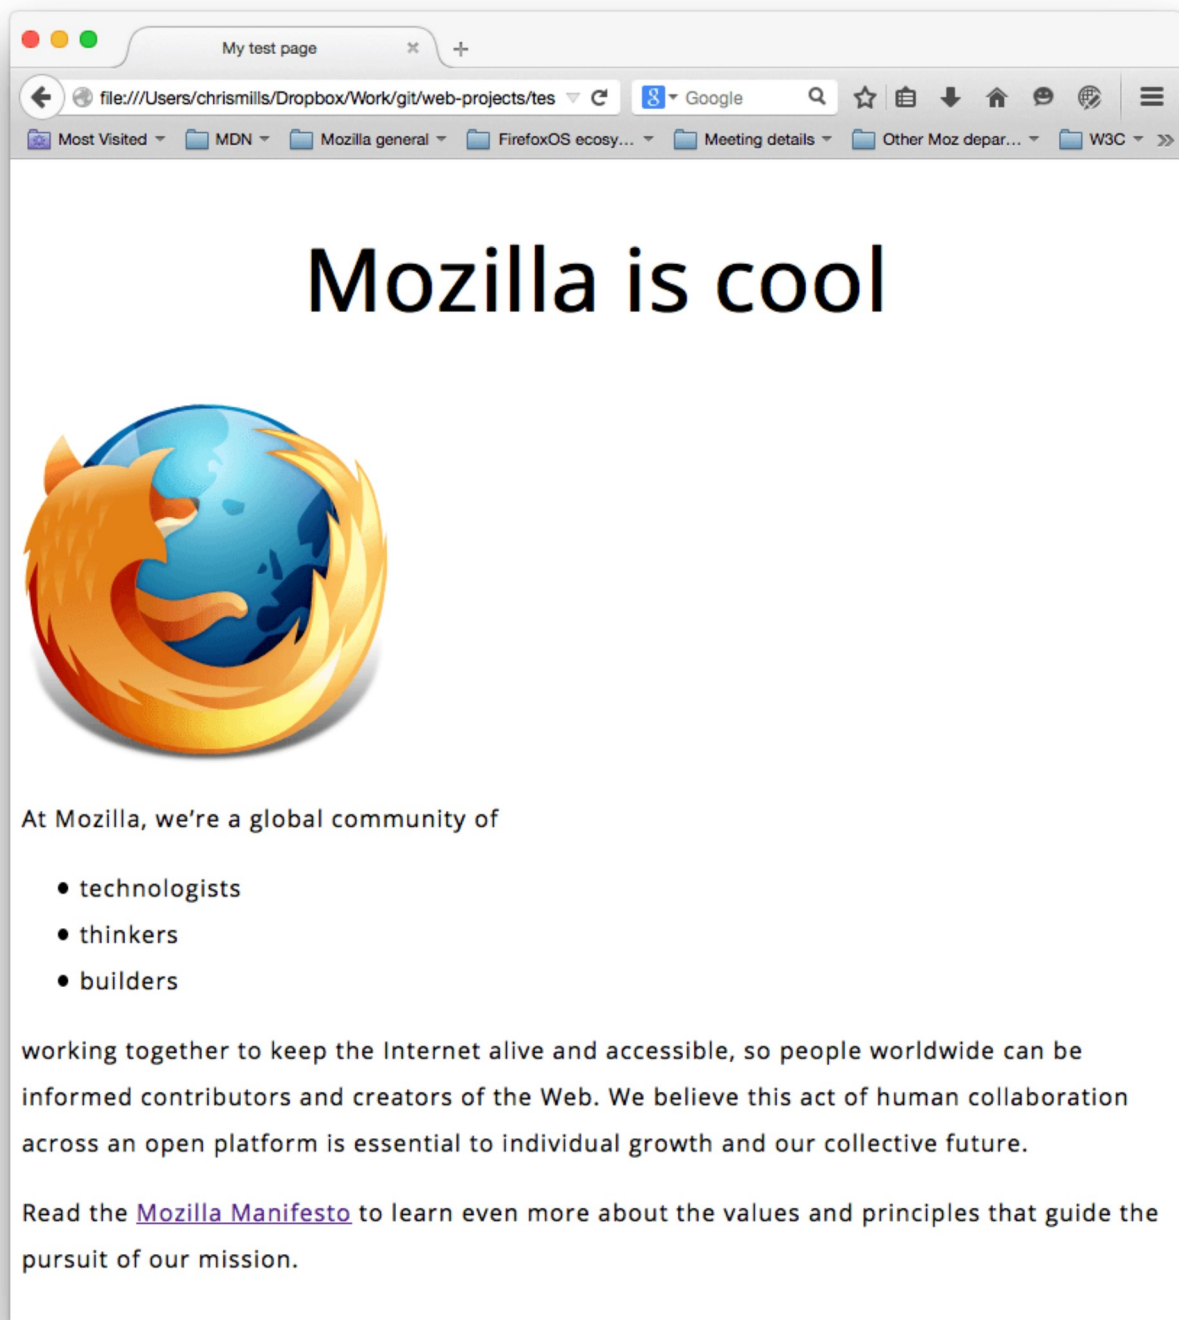 My test page
file:///Users/chrismills/Dropbox/Work/git/web-projects/tes
Google
Most Visited MDN Mozilla general FirefoxOS ecosy... Meeting details Other Moz depar... W3C
Mozilla is cool
At Mozilla, we’re a global community of
technologists
thinkers
builders
working together to keep the Internet alive and accessible, so people worldwide can be
informed contributors and creators of the Web. We believe this act of human collaboration
across an open platform is essential to individual growth and our collective future.
Read the Mozilla Manifesto to learn even more about the values and principles that guide the
pursuit of our mission.